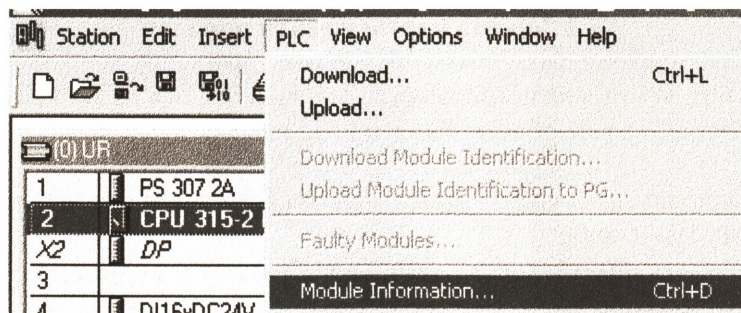 Station Edit Insert PLC View Options Window Help
Download... Ctrl+L
Upload...
(0) UR
Download Module Identification...
1 PS 307 2A
Upload Module Identification to PG...
2 CPU 315-2
X2 DP
Faulty Modules...
3
Module Information... Ctrl+D
4 DI16xDC24V